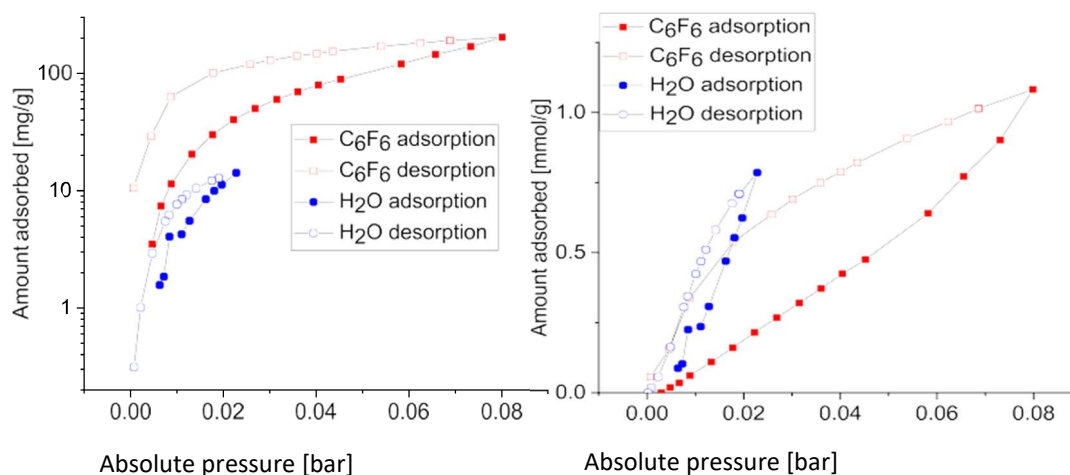 Amount adsorbed [mg/g]
100
10
1
0.00 0.02 0.04 0.06 0.08
C6F6 adsorption
C6F6 desorption
H2O adsorption
H2O desorption
Absolute pressure [bar]
C6F6 adsorption
C6F6 desorption
H2O adsorption
H2O desorption
Amount adsorbed [mmol/g]
1.0
0.5
0.0
0.00 0.02 0.04 0.06 0.08
Absolute pressure [bar]